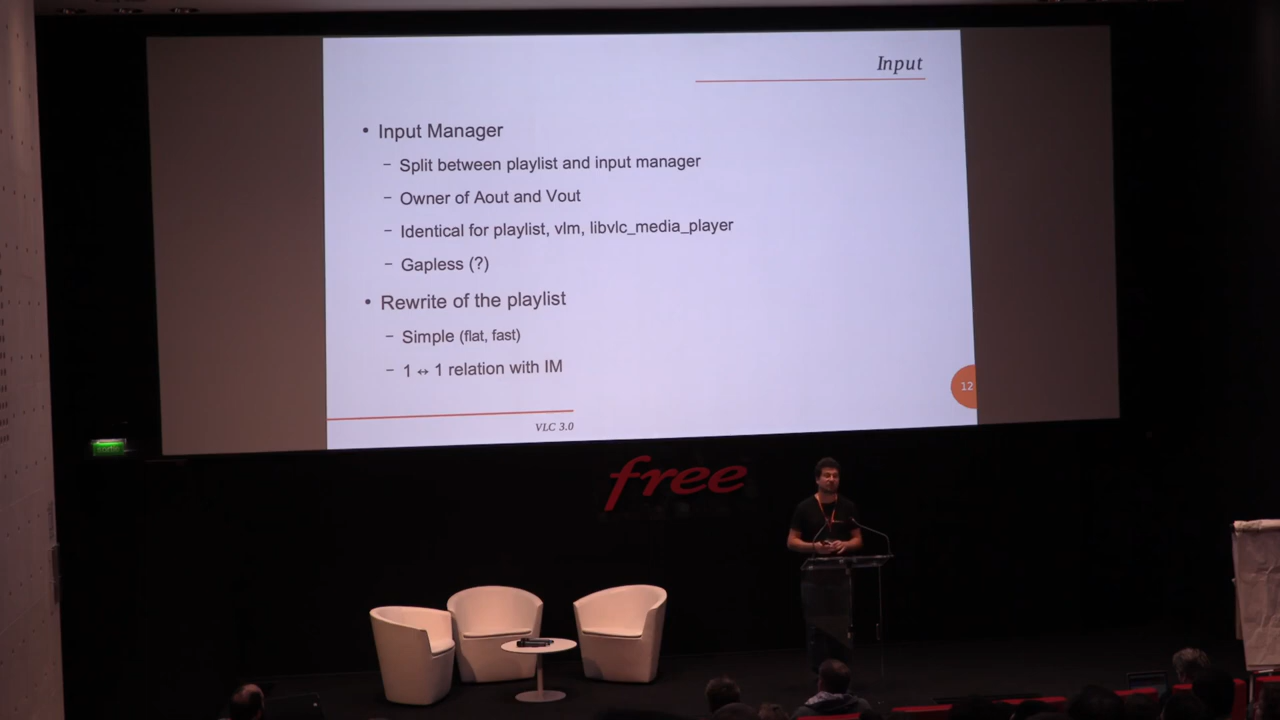 Input
• Input Manager
– Split between playlist and input manager
– Owner of Aout and Vout
– Identical for playlist, vlm, libvlc_media_player
– Gapless (?)
• Rewrite of the playlist
– Simple (flat, fast)
– 1 ↔ 1 relation with IM
12
VLC 3.0
free